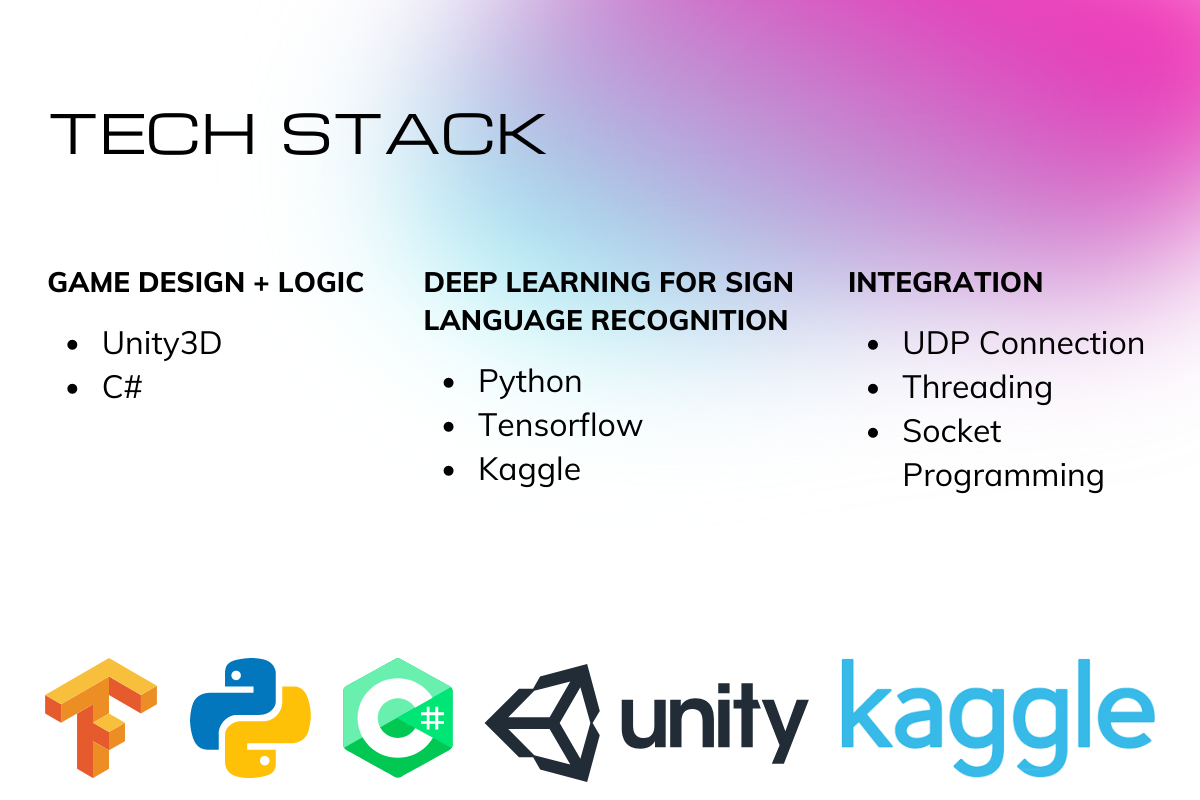 TECH STACK
GAME DESIGN + LOGIC
• Unity3D
• C#
DEEP LEARNING FOR SIGN
LANGUAGE RECOGNITION
• Python
• Tensorflow
• Kaggle
INTEGRATION
• UDP Connection
• Threading
• Socket
Programming
C#
unity
kaggle